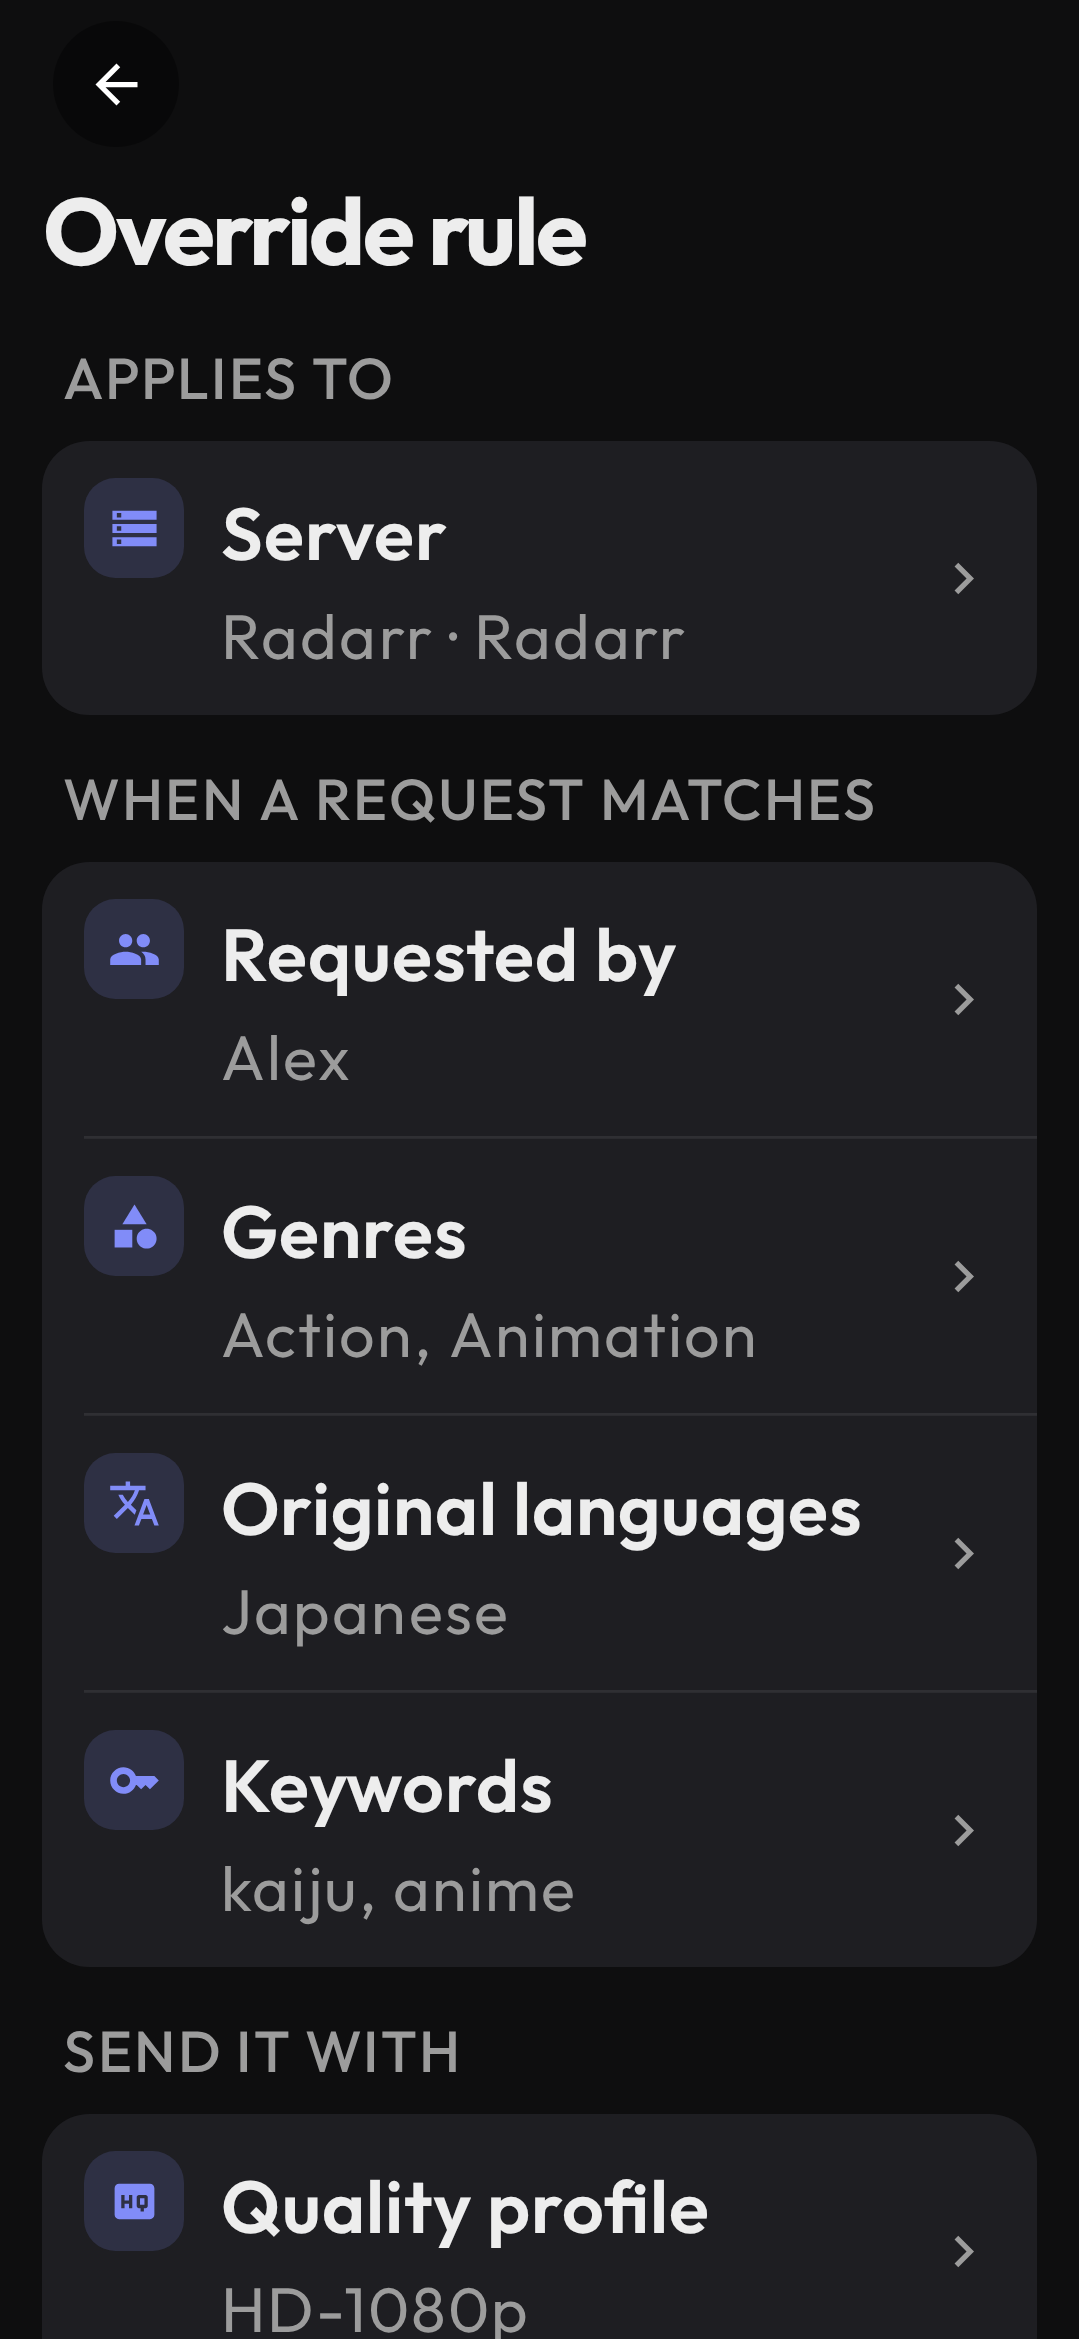 Override rule
APPLIES TO
Server
Radarr · Radarr
WHEN A REQUEST MATCHES
Requested by
Alex
Genres
Action, Animation
Original languages
Japanese
Keywords
kaiju, anime
SEND IT WITH
HQ
Quality profile
HD-1080p